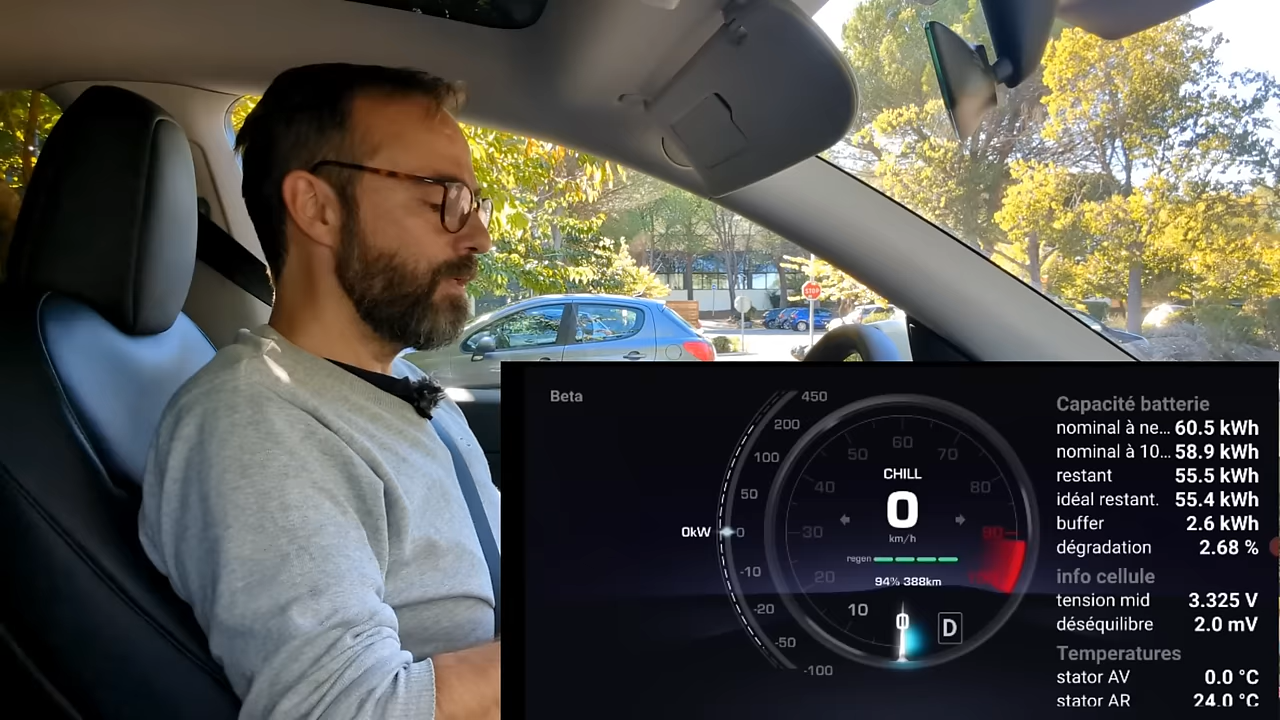 STOP
Beta
450
200
100
50
0kW
0
-10
-20
-50
-100
60
50
70
CHILL
40
80
0
30
90
km/h
regen
20
94% 388km
10
0
D
Capacité batterie
nominal à ne... 60.5 kWh
nominal à 10... 58.9 kWh
restant 55.5 kWh
idéal restant. 55.4 kWh
buffer 2.6 kWh
dégradation 2.68 %
info cellule
tension mid 3.325 V
déséquilibre 2.0 mV
Temperatures
stator AV 0.0 °C
stator AR 24.0 °C